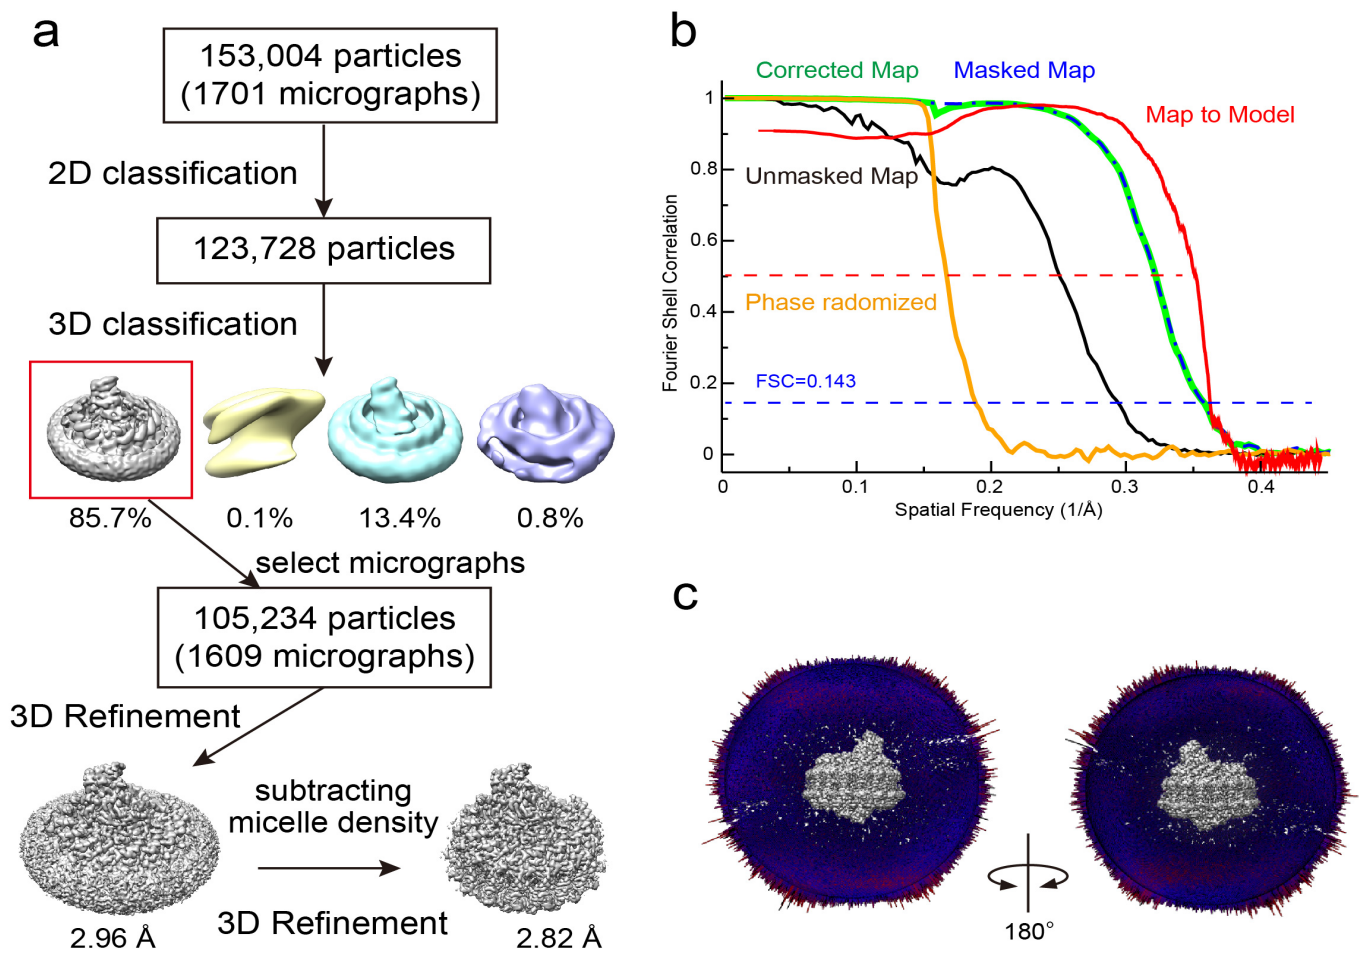 a
153,004 particles
(1701 micrographs)
2D classification
123,728 particles
3D classification
85.7%
0.1%
13.4%
0.8%
select micrographs
105,234 particles
(1609 micrographs)
3D Refinement
subtracting
micelle density
3D Refinement
2.96 Å
2.82 Å
b
Corrected Map
Masked Map
Map to Model
Unmasked Map
Phase radomized
FSC=0.143
Fourier Shell Correlation
1
0.8
0.6
0.4
0.2
0
0
0.1
0.2
0.3
0.4
Spatial Frequency (1/Å)
c
180°